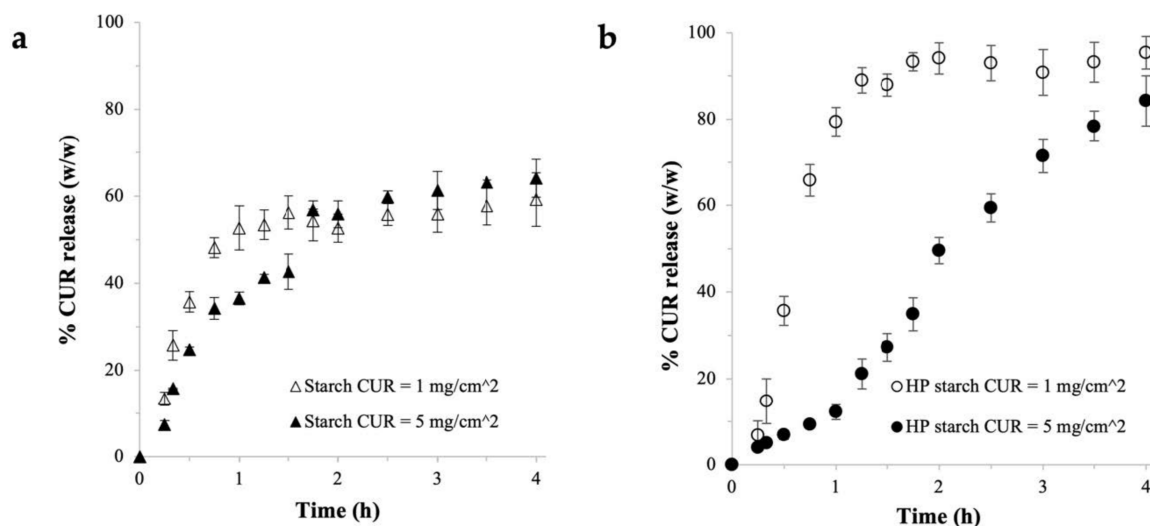 a
100
80
60
40
20
0
% CUR release (w/w)
Starch CUR = 1 mg/cm^2
Starch CUR = 5 mg/cm^2
0 1 2 3 4
Time (h)
b
100
80
60
40
20
0
% CUR release (w/w)
HP starch CUR = 1 mg/cm^2
HP starch CUR = 5 mg/cm^2
0 1 2 3 4
Time (h)